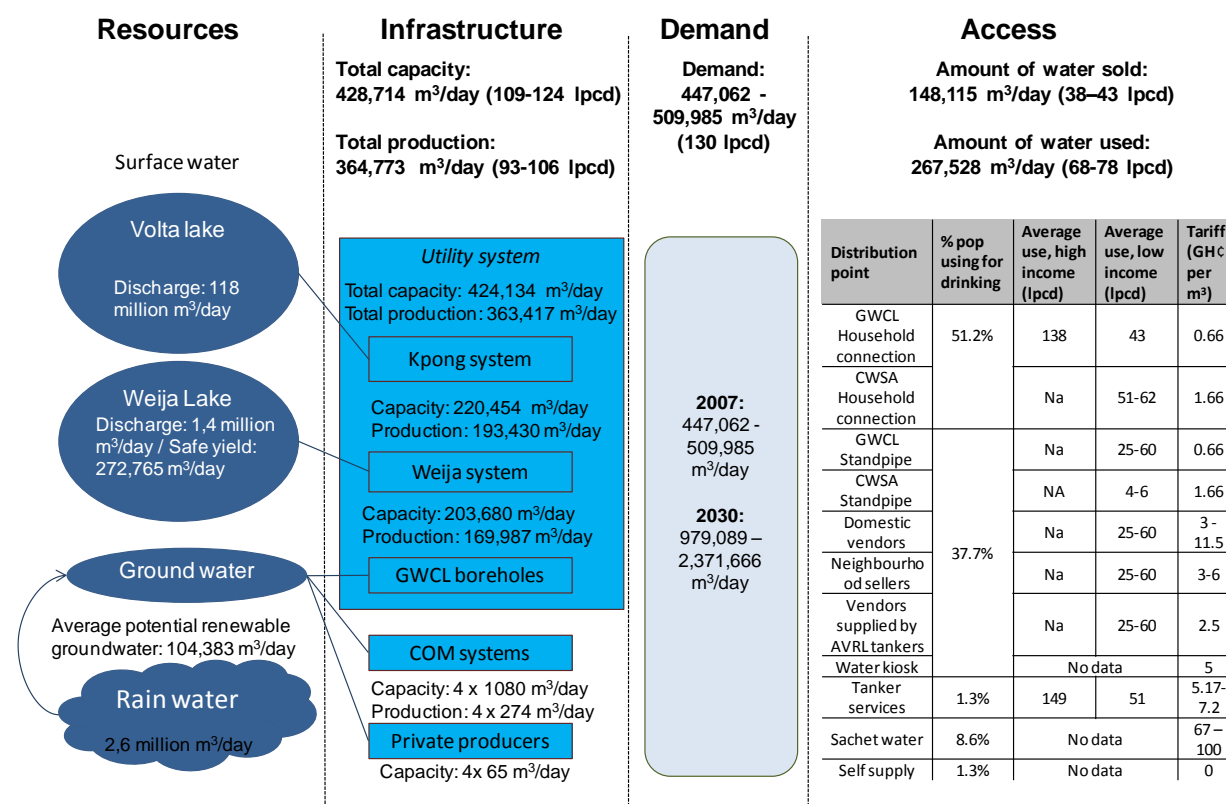 Resources
Infrastructure
Demand
Access
Total capacity:
428,714 m³/day (109-124 lpcd)
Total production:
364,773 m³/day (93-106 lpcd)
Demand:
447,062 -
509,985 m³/day
(130 lpcd)
Amount of water sold:
148,115 m³/day (38–43 lpcd)
Amount of water used:
267,528 m³/day (68-78 lpcd)
Surface water
Volta lake
Discharge: 118
million m³/day
Weija Lake
Discharge: 1,4 million
m³/day / Safe yield:
272,765 m³/day
Ground water
Average potential renewable
groundwater: 104,383 m³/day
Rain water
2,6 million m³/day
Utility system
Total capacity: 424,134 m³/day
Total production: 363,417 m³/day
Kpong system
Capacity: 220,454 m³/day
Production: 193,430 m³/day
Weija system
Capacity: 203,680 m³/day
Production: 169,987 m³/day
GWCL boreholes
COM systems
Capacity: 4 x 1080 m³/day
Production: 4 x 274 m³/day
Private producers
Capacity: 4x 65 m³/day
2007:
447,062 -
509,985
m³/day
2030:
979,089 –
2,371,666
m³/day
Distribution
point
% pop
using for
drinking
Average
use, high
income
(lpcd)
Average
use, low
income
(lpcd)
Tariff
(GH₵
per
m³)
GWCL
Household
connection
51.2%
138
43
0.66
CWSA
Household
connection
Na
51-62
1.66
GWCL
Standpipe
37.7%
Na
25-60
0.66
CWSA
Standpipe
NA
4-6
1.66
Domestic
vendors
Na
25-60
3 -
11.5
Neighbourho
od sellers
Na
25-60
3-6
Vendors
supplied by
AVRL tankers
Na
25-60
2.5
Water kiosk
No data
5
Tanker
services
1.3%
149
51
5.17-
7.2
Sachet water
8.6%
No data
67 –
100
Self supply
1.3%
No data
0